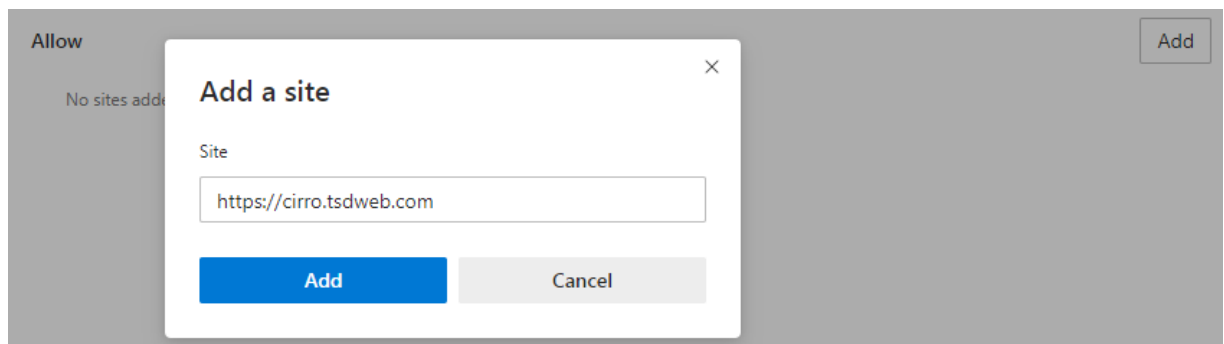 Allow
Add
No sites adde
Add a site
Site
https://cirro.tsdweb.com
Add
Cancel